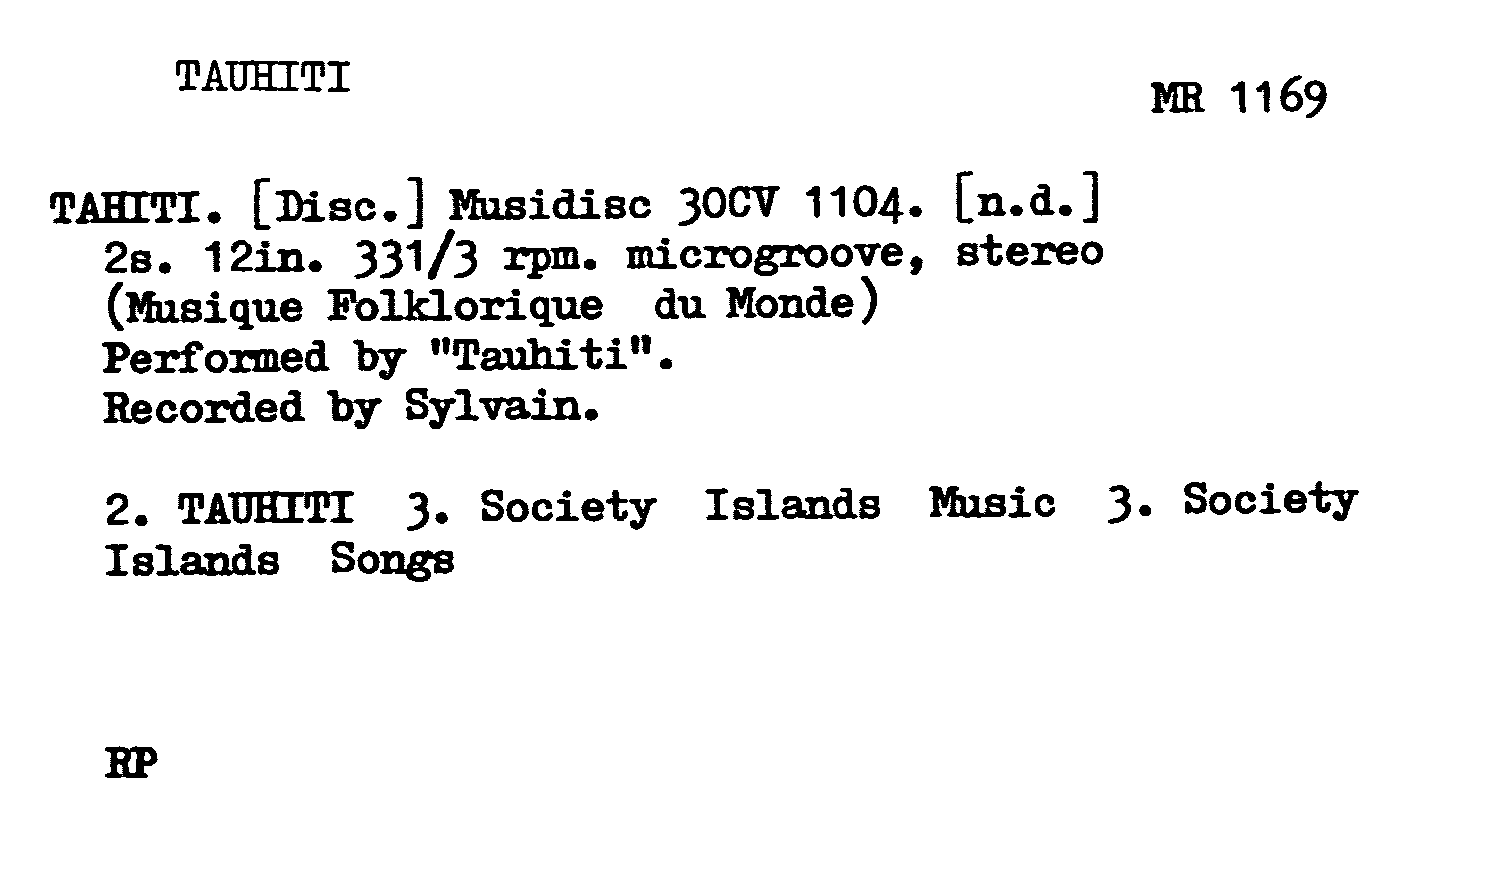 TAUHITI
MR 1169
TAHITI. [Disc.] Musidisc 30CV 1104. [n.d.]
2s. 12in. 331/3 rpm. microgroove, stereo
(Musique Folklorique du Monde)
Performed by "Tauhiti".
Recorded by Sylvain.
2. TAUHITI 3. Society Islands Music 3. Society
Islands Songs
RP